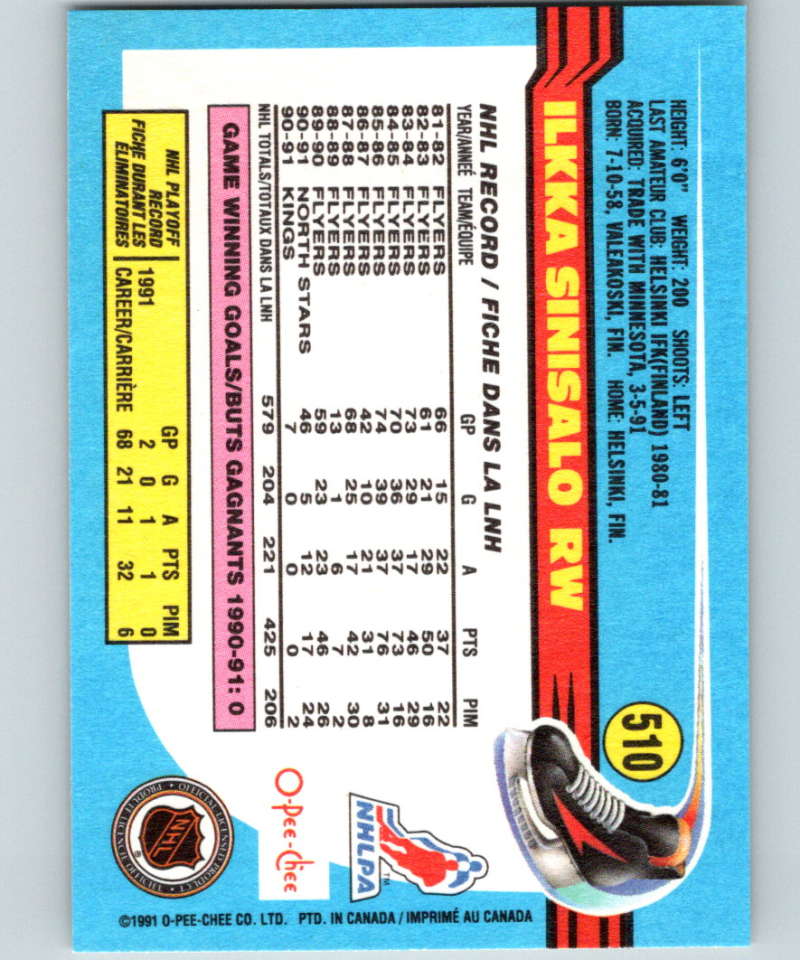 510
HEIGHT: 6'0" WEIGHT: 200 SHOOTS: LEFT
LAST AMATEUR CLUB: HELSINKI IFK(FINLAND) 1980-81
ACQUIRED: TRADE WITH MINNESOTA, 3-5-91
BORN: 7-10-58, VALEAKOSKI, FIN. HOME: HELSINKI, FIN.
ILKKA SINISALO RW
NHL RECORD / FICHE DANS LA LNH
YEAR/ANNEÉ TEAM/ÉQUIPE GP G A PTS PIM
81-82 FLYERS 66 15 22 37 22
82-83 FLYERS 61 21 29 50 16
83-84 FLYERS 73 29 17 46 29
84-85 FLYERS 70 36 37 73 16
85-86 FLYERS 74 39 37 76 31
86-87 FLYERS 42 10 21 31 8
87-88 FLYERS 68 25 17 42 30
88-89 FLYERS 13 1 6 7 2
89-90 FLYERS 59 23 23 46 26
90-91 NORTH STARS 46 5 12 17 24
90-91 KINGS 7 0 0 0 2
NHL TOTALS/TOTAUX DANS LA LNH 579 204 221 425 206
GAME WINNING GOALS/BUTS GAGNANTS 1990-91: 0
NHL PLAYOFF RECORD
FICHE DURANT LES ÉLIMINATOIRES
GP G A PTS PIM
1991 2 0 1 1 0
CAREER/CARRIÈRE 68 21 11 32 6
NHLPA ™
O-Pee-Chee
NHL
OFFICIAL LICENSED PRODUCT • PRODUIT LICENCIÉ OFFICIEL •
®
©1991 O-PEE-CHEE CO. LTD. PTD. IN CANADA / IMPRIMÉ AU CANADA